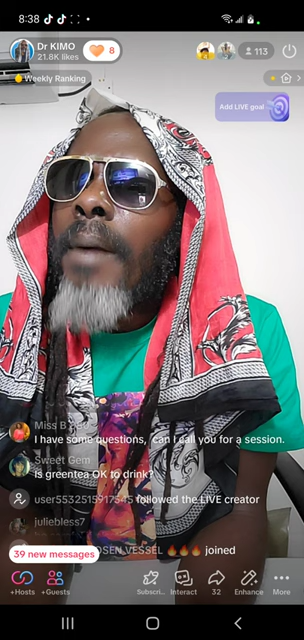 8:38
Dr KIMO
21.8K likes
8
113
Weekly Ranking
Add LIVE goal
Miss B
I have some questions, can I call you for a session.
Sweet Gem
Is greentea OK to drink?
user5532515917545 followed the LIVE creator
juliebless7
39 new messages
OSEN VESSEL 🔥🔥🔥 joined
+Hosts
+Guests
Subscri...
Interact
32
Enhance
More